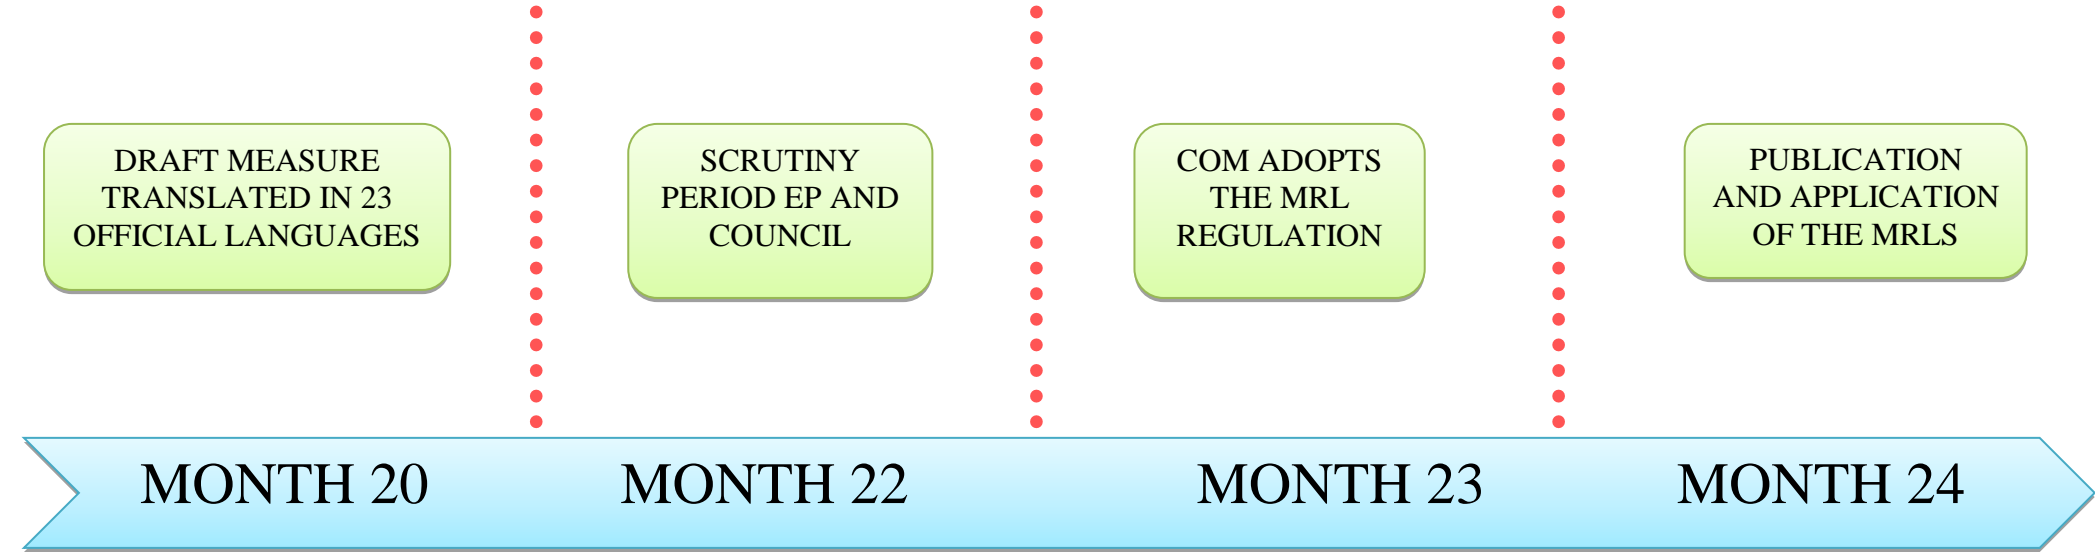 DRAFT MEASURE
TRANSLATED IN 23
OFFICIAL LANGUAGES
SCRUTINY
PERIOD EP AND
COUNCIL
COM ADOPTS
THE MRL
REGULATION
PUBLICATION
AND APPLICATION
OF THE MRLS
MONTH 20
MONTH 22
MONTH 23
MONTH 24